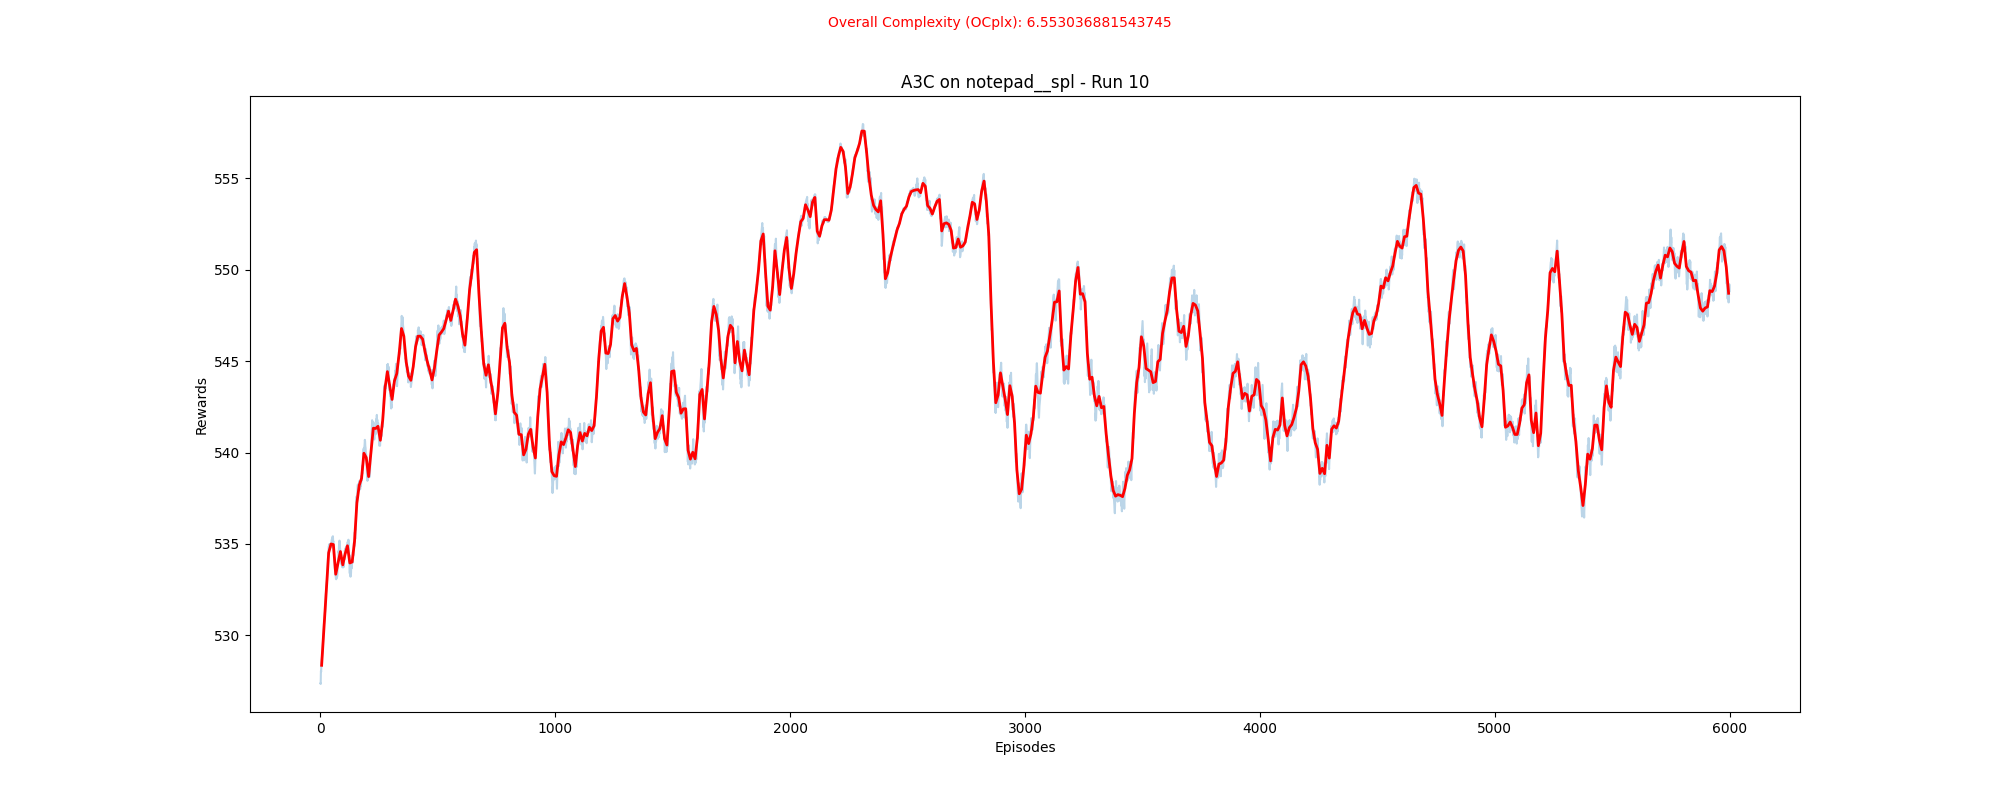 Overall Complexity (OCplx): 6.553036881543745
A3C on notepad__spl - Run 10
Rewards
555
550
545
540
535
530
0 1000 2000 3000 4000 5000 6000
Episodes